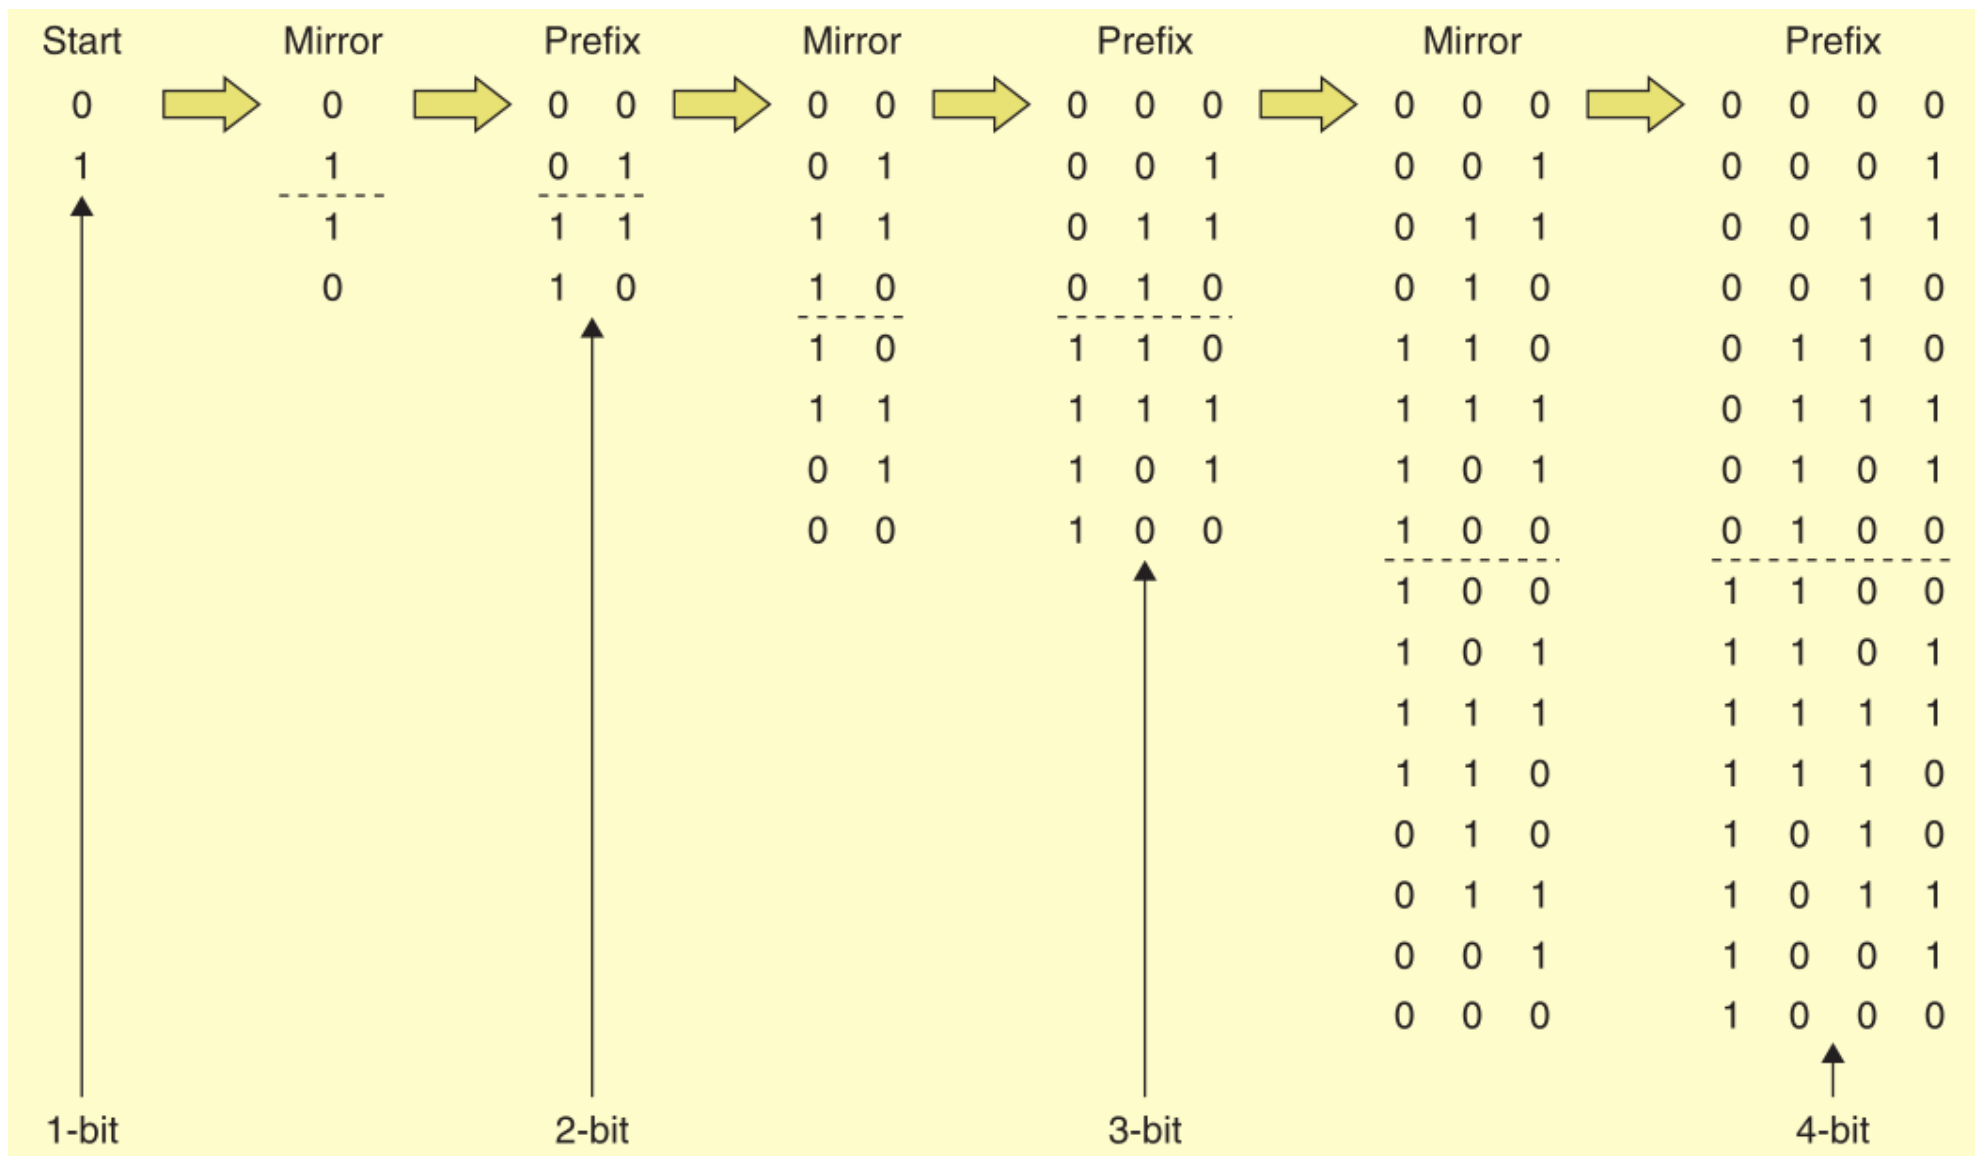 Start Mirror Prefix Mirror Prefix Mirror Prefix
0 0 0 0 0 0 0 0 0 0 0 0 0 0 0 0
1 1 0 1 0 1 0 0 1 0 0 1 0 0 0 1
1 1 1 1 1 0 1 1 0 1 1 0 0 1 1
0 1 0 1 0 0 1 0 0 1 0 0 0 1 0
1 0 1 1 0 1 1 0 0 1 1 0
1 1 1 1 1 1 1 1 0 1 1 1
0 1 1 0 1 1 0 1 0 1 0 1
0 0 1 0 0 1 0 0 0 1 0 0
1 0 0 1 1 0 0
1 0 1 1 1 0 1
1 1 1 1 1 1 1
1 1 0 1 1 1 0
0 1 0 1 0 1 0
0 1 1 1 0 1 1
0 0 1 1 0 0 1
0 0 0 1 0 0 0
1-bit 2-bit 3-bit 4-bit